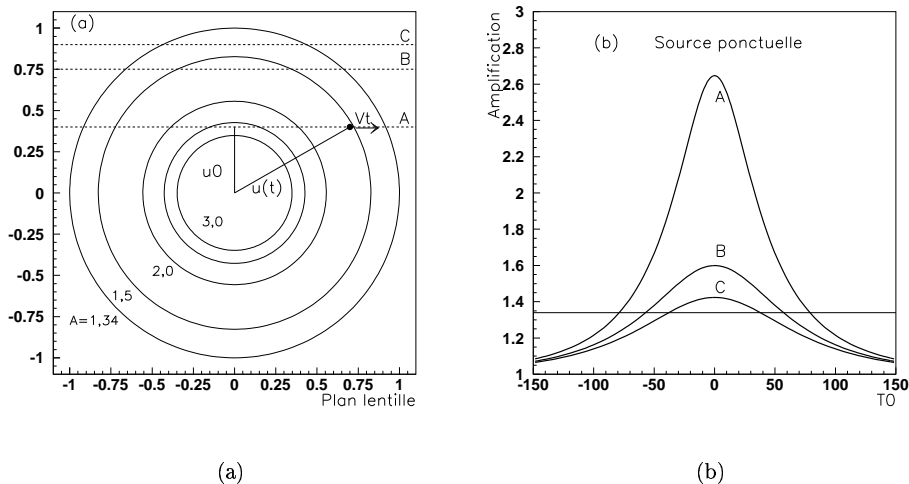 (a)
1
0.75
0.5
0.25
0
-0.25
-0.5
-0.75
-1
C
B
A
Vt
u0
u(t)
3,0
2,0
1,5
A=1,34
-1 -0.75 -0.5 -0.25 0 0.25 0.5 0.75 1
Plan lentille
(a)
Amplification
3
2.8
2.6
2.4
2.2
2
1.8
1.6
1.4
1.2
1
(b) Source ponctuelle
A
B
C
-150 -100 -50 0 50 100 150
T0
(b)